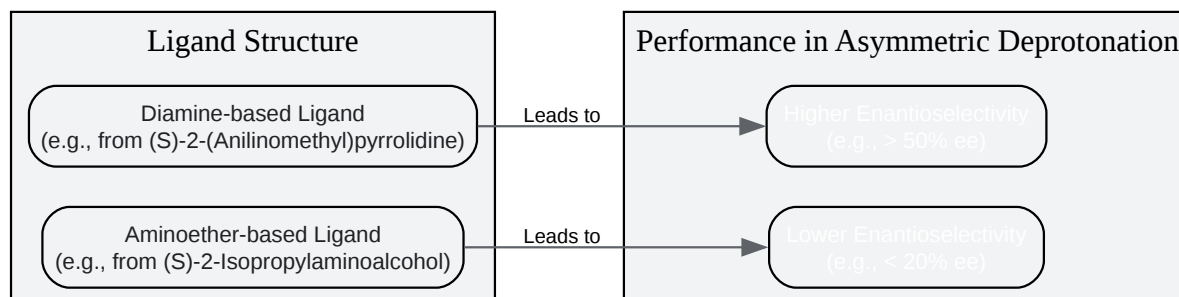 Ligand Structure
Performance in Asymmetric Deprotonation
Diamine-based Ligand
(e.g., from (S)-2-(Anilinomethyl)pyrrolidine)
Leads to
Higher Enantioselectivity
(e.g., > 50% ee)
Aminoether-based Ligand
(e.g., from (S)-2-Isopropylaminoalcohol)
Leads to
Lower Enantioselectivity
(e.g., < 20% ee)